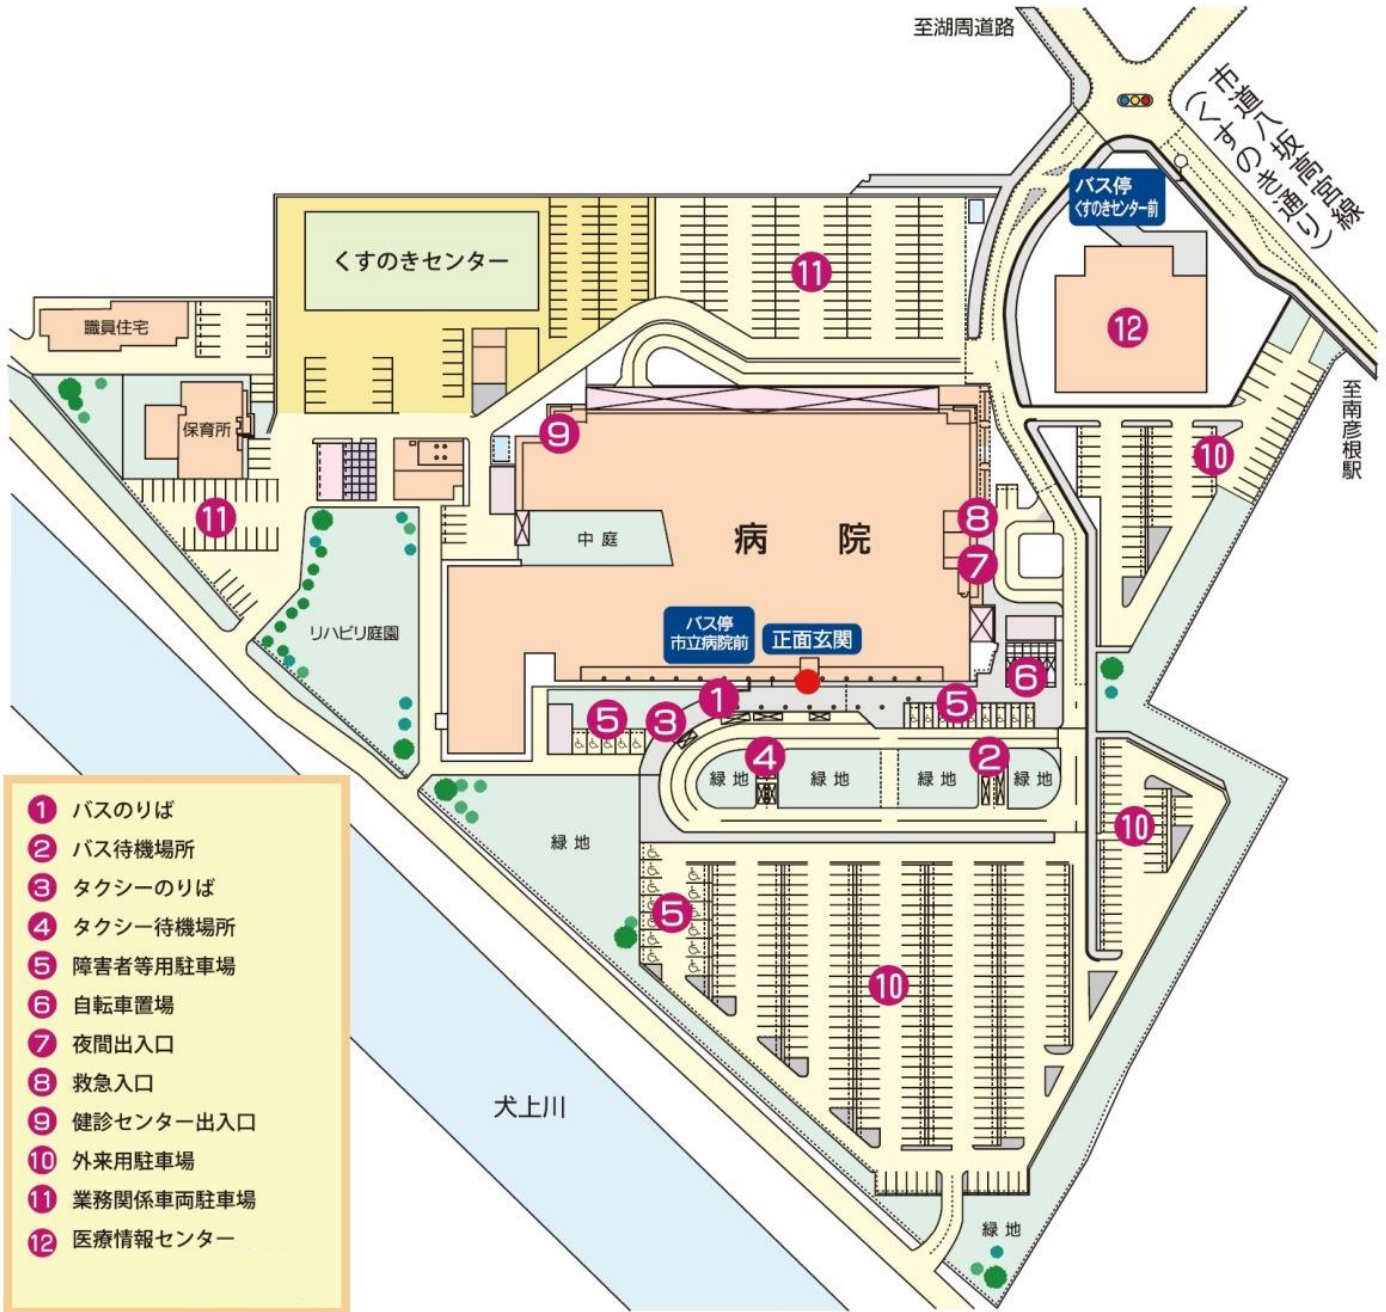 至湖周道路
市道八坂高宮線
(くすのき通り)
バス停
くすのきセンター前
くすのきセンター
11
12
職員住宅
至南彦根駅
保育所
9
10
11
8
中庭
病 院
7
リハビリ庭園
バス停
市立病院前
正面玄関
6
1
5
5
3
4
2
緑地
緑地
緑地
緑地
10
緑地
5
10
犬上川
緑地
1 バスのりば
2 バス待機場所
3 タクシーのりば
4 タクシー待機場所
5 障害者等用駐車場
6 自転車置場
7 夜間出入口
8 救急入口
9 健診センター出入口
10 外来用駐車場
11 業務関係車両駐車場
12 医療情報センター